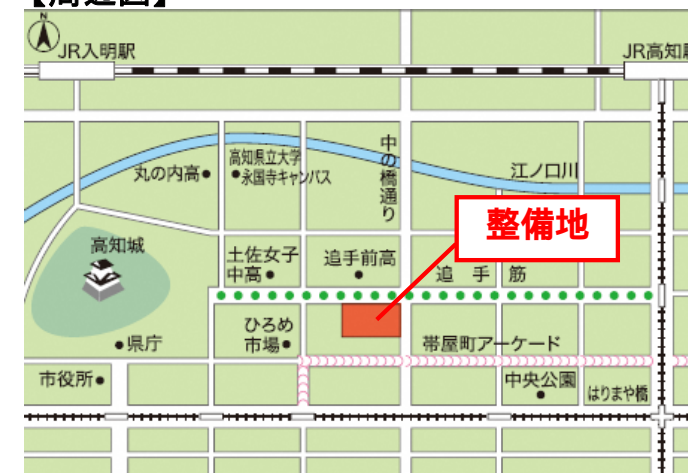 【周辺図】
N
JR入明駅
JR高知駅
高知県立大学
永国寺キャンパス
丸の内高
中の橋通り
江ノ口川
整備地
高知城
土佐女子
中高
追手前高
追手筋
ひろめ
市場
県庁
帯屋町アーケード
市役所
中央公園
はりまや橋